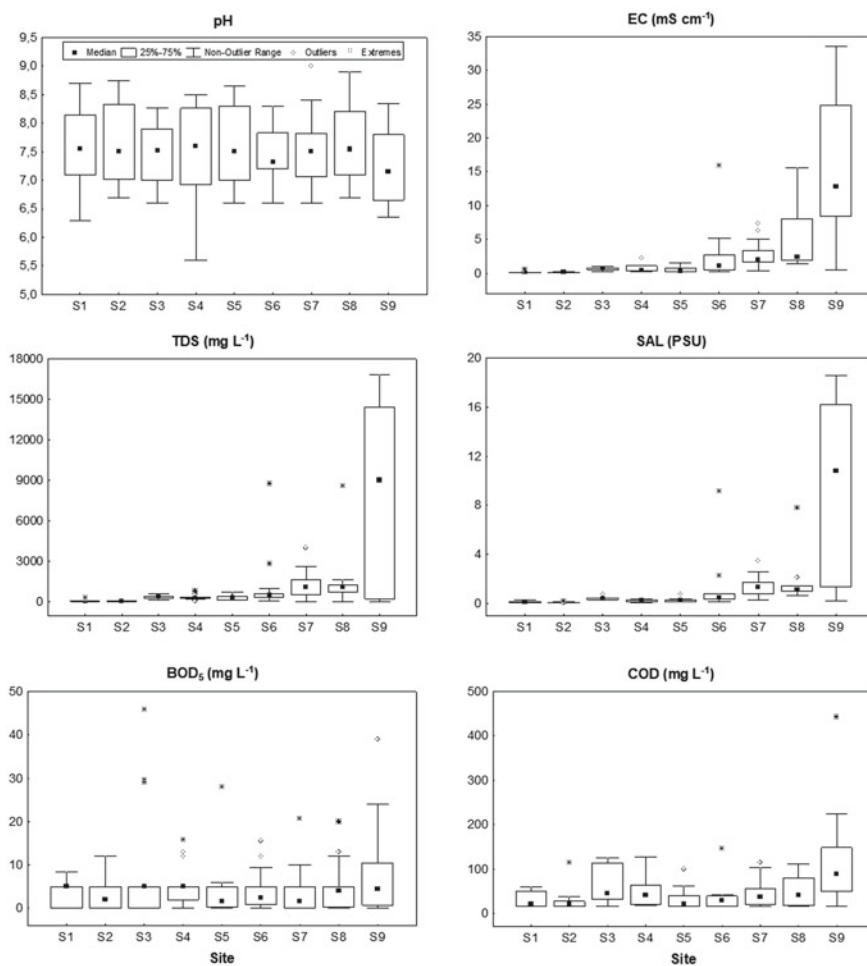 pH
9,5
9,0
8,5
8,0
7,5
7,0
6,5
6,0
5,5
5,0
Median 25%-75% Non-Outlier Range Outliers Extremes
S1 S2 S3 S4 S5 S6 S7 S8 S9
EC (mS cm⁻¹)
35
30
25
20
15
10
5
0
S1 S2 S3 S4 S5 S6 S7 S8 S9
TDS (mg L⁻¹)
18000
15000
12000
9000
6000
3000
0
S1 S2 S3 S4 S5 S6 S7 S8 S9
SAL (PSU)
20
16
12
8
4
0
S1 S2 S3 S4 S5 S6 S7 S8 S9
BOD₅ (mg L⁻¹)
50
40
30
20
10
0
S1 S2 S3 S4 S5 S6 S7 S8 S9
Site
COD (mg L⁻¹)
500
400
300
200
100
0
S1 S2 S3 S4 S5 S6 S7 S8 S9
Site